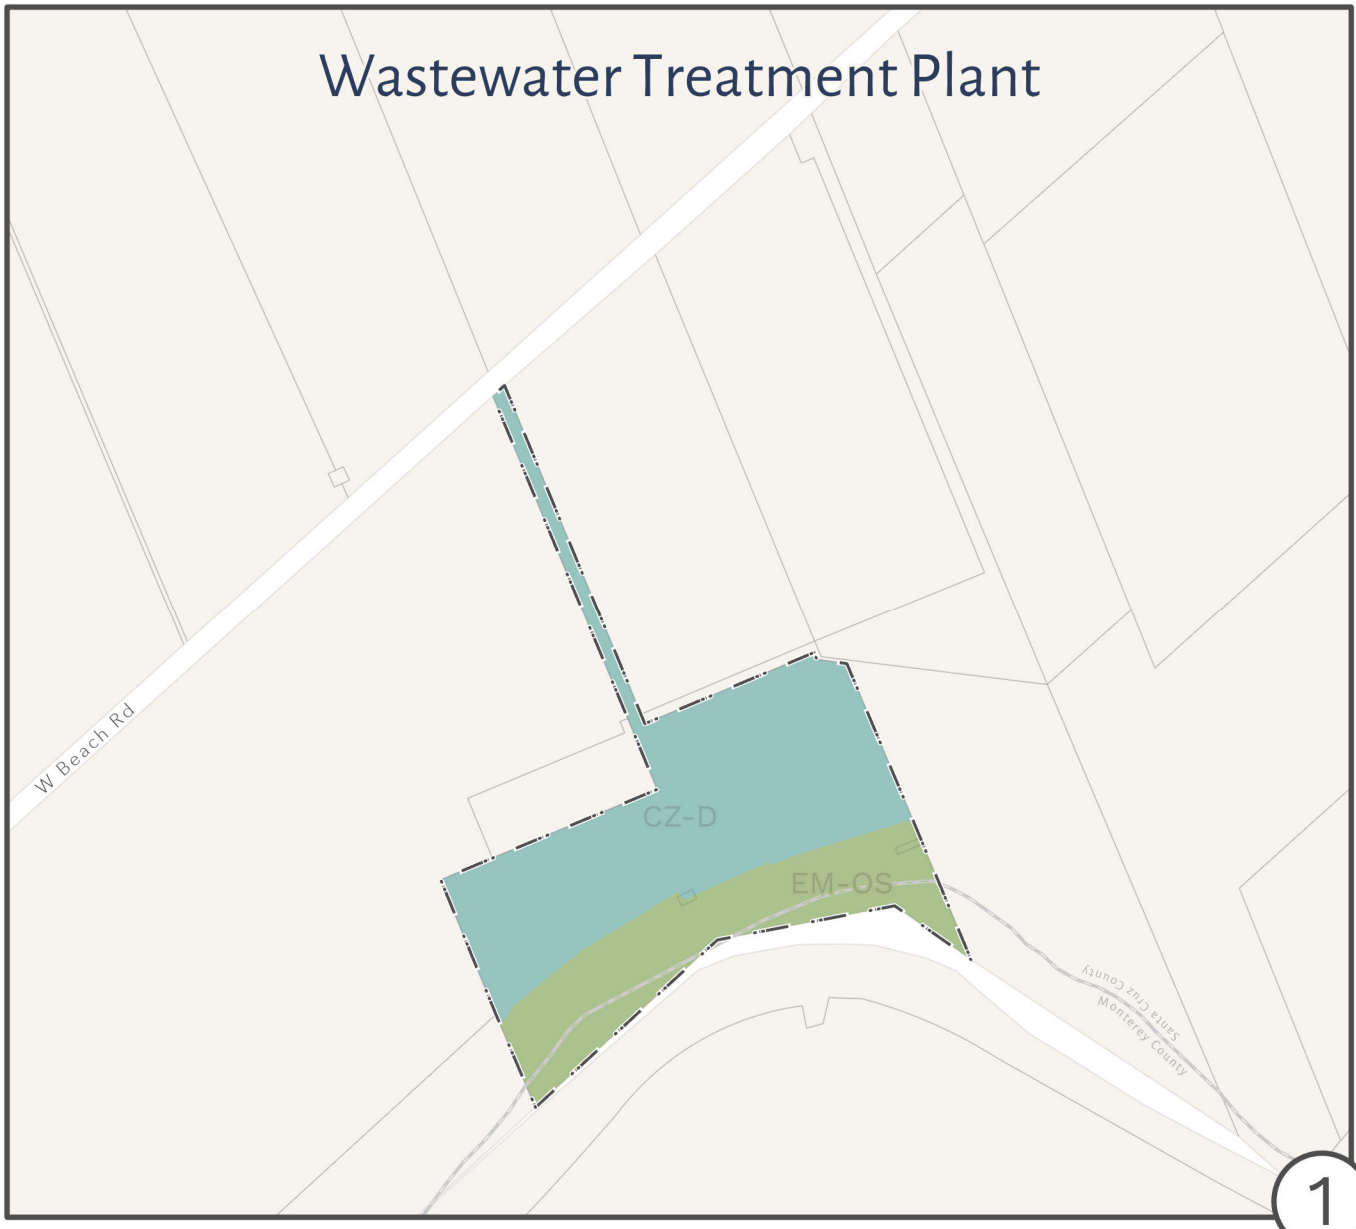 Wastewater Treatment Plant
W Beach Rd
CZ-D
EM-OS
Santa Cruz County
Monterey County
1